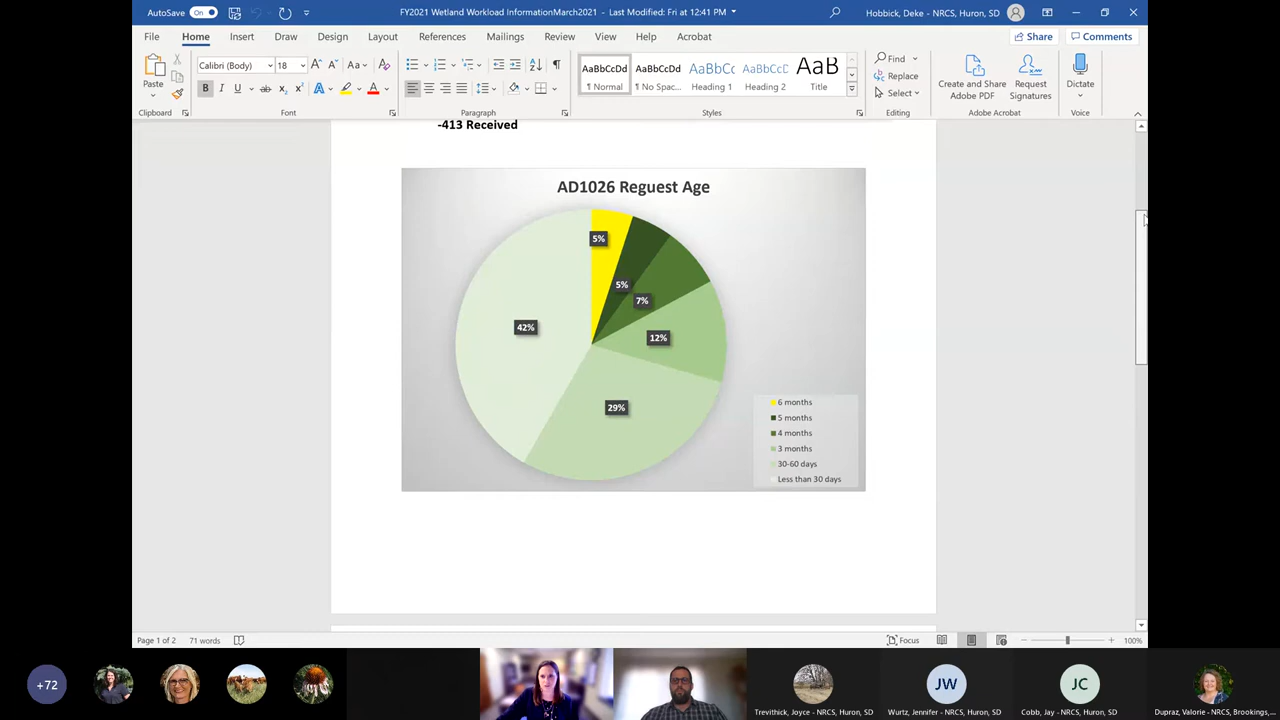 AutoSave On FY2021 Wetland Workload InformationMarch2021 - Last Modified: Fri at 12:41 PM Hobbick, Deke - NRCS, Huron, SD
File Home Insert Draw Design Layout References Mailings Review View Help Acrobat Share Comments
Calibri (Body) 18 A A Aa A
AaBbCcDd AaBbCcDd AaBbCc AaBbCcD AaB
Find
Replace
Select
Paste
B I U ab x2 x2 A A
¶ Normal ¶ No Spac... Heading 1 Heading 2 Title
Create and Share
Adobe PDF
Request
Signatures
Dictate
Clipboard Font Paragraph Styles Editing Adobe Acrobat Voice
-413 Received
AD1026 Reguest Age
5%
5%
7%
42%
12%
29%
6 months
5 months
4 months
3 months
30-60 days
Less than 30 days
Page 1 of 2 71 words Focus 100%
+72 JW JC
Trevithick, Joyce - NRCS, Huron, SD Wurtz, Jennifer - NRCS, Huron, SD Cobb, Jay - NRCS, Huron, SD Dupraz, Valorie - NRCS, Brookings,...